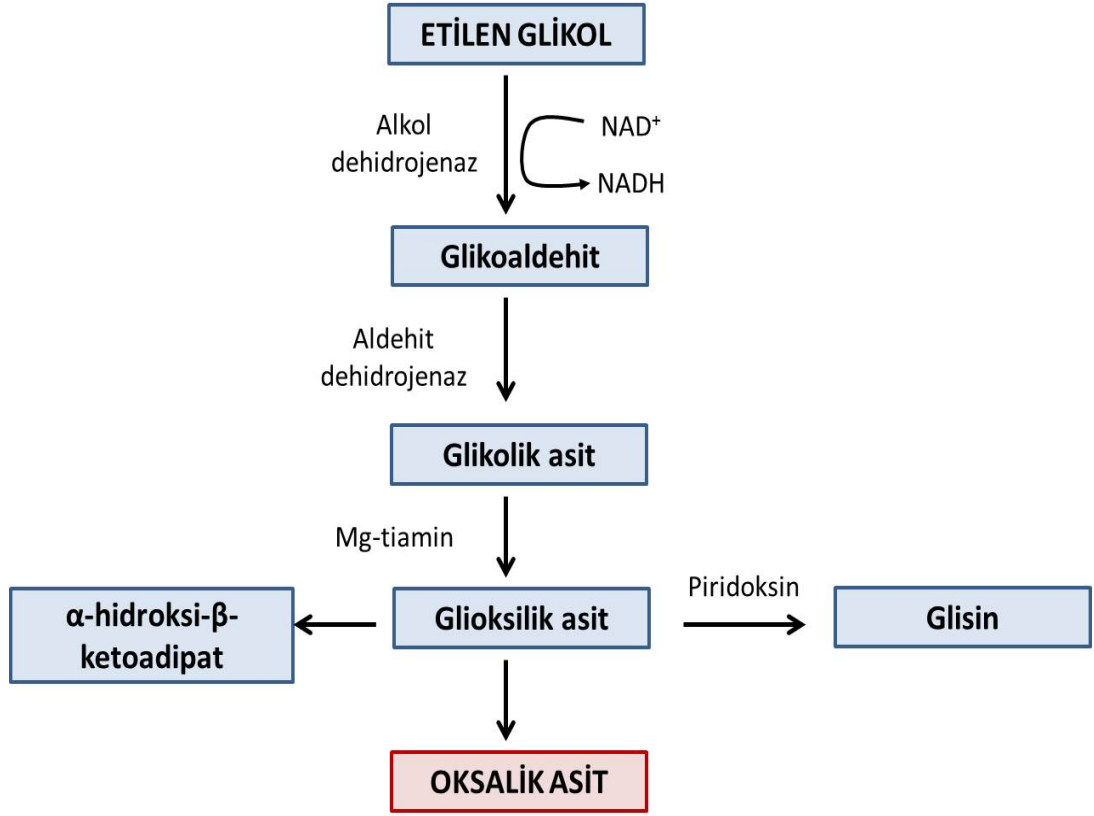 ETİLEN GLİKOL
Alkol
dehidrojenaz
NAD⁺
NADH
Glikoaldehit
Aldehit
dehidrojenaz
Glikolik asit
Mg-tiamin
α-hidroksi-β-
ketoadipat
Glioksilik asit
Piridoksin
Glisin
OKSALİK ASİT